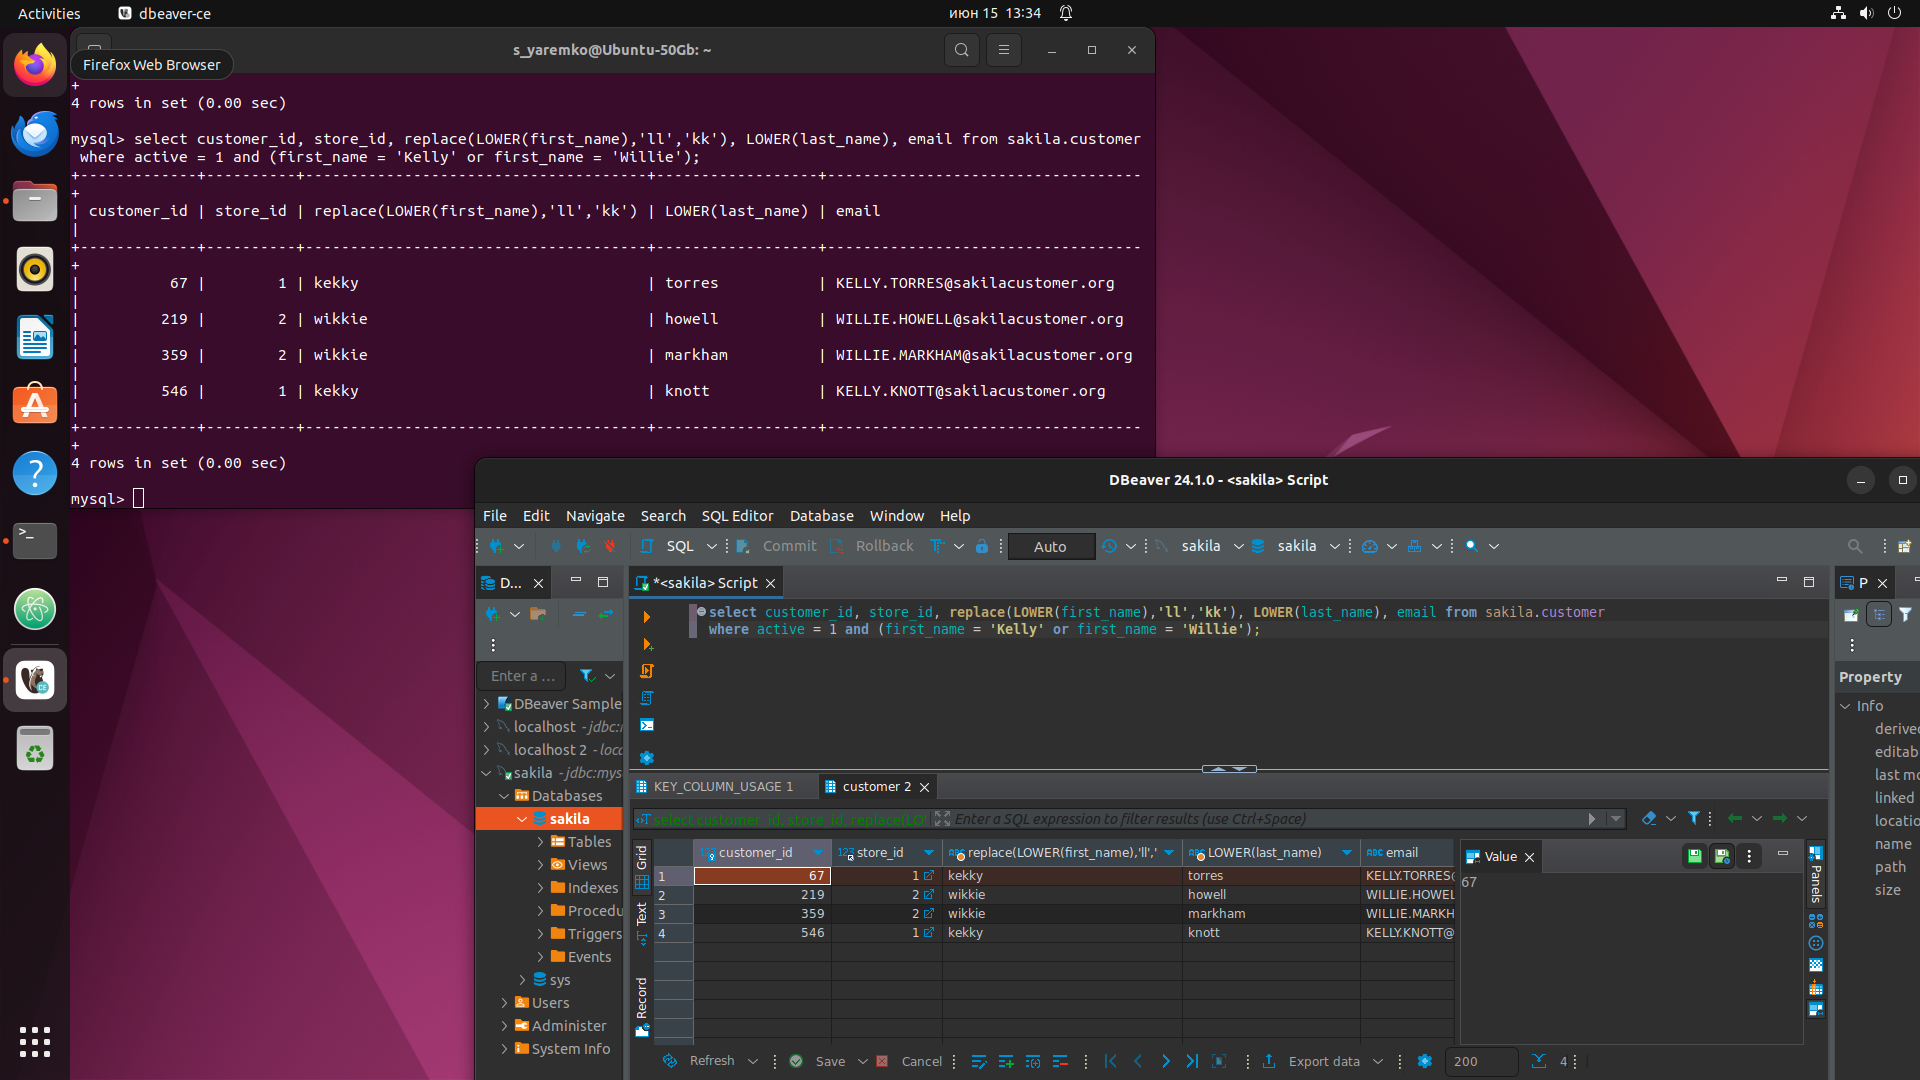 Activities
dbeaver-ce
июн 15 13:34
s_yaremko@Ubuntu-50Gb: ~
Firefox Web Browser
+
4 rows in set (0.00 sec)
mysql> select customer_id, store_id, replace(LOWER(first_name),'ll','kk'), LOWER(last_name), email from sakila.customer
where active = 1 and (first_name = 'Kelly' or first_name = 'Willie');
+-------------+----------+--------------------------------------+------------------+-----------------------------------
+
| customer_id | store_id | replace(LOWER(first_name),'ll','kk') | LOWER(last_name) | email
|
+-------------+----------+--------------------------------------+------------------+-----------------------------------
+
| 67 | 1 | kekky | torres | KELLY.TORRES@sakilacustomer.org
|
| 219 | 2 | wikkie | howell | WILLIE.HOWELL@sakilacustomer.org
|
| 359 | 2 | wikkie | markham | WILLIE.MARKHAM@sakilacustomer.org
|
| 546 | 1 | kekky | knott | KELLY.KNOTT@sakilacustomer.org
|
+-------------+----------+--------------------------------------+------------------+-----------------------------------
+
4 rows in set (0.00 sec)
mysql>
DBeaver 24.1.0 - <sakila> Script
File Edit Navigate Search SQL Editor Database Window Help
SQL Commit Rollback Auto sakila sakila
D...
*<sakila> Script
P
select customer_id, store_id, replace(LOWER(first_name),'ll','kk'), LOWER(last_name), email from sakila.customer
where active = 1 and (first_name = 'Kelly' or first_name = 'Willie');
Enter a ...
DBeaver Sample
localhost - jdbc:
localhost 2 - loc
sakila - jdbc:mys
Databases
sakila
Tables
Views
Indexes
Procedu
Triggers
Events
sys
Users
Administer
System Info
Property
Info
derive
editab
last mo
linked
locatio
name
path
size
KEY_COLUMN_USAGE 1
customer 2
select customer_id, store_id, replace(LO
Enter a SQL expression to filter results (use Ctrl+Space)
Grid
Text
Record
123 customer_id 123 store_id ABC replace(LOWER(first_name),'ll',' ABC LOWER(last_name) ABC email
1 67 1 kekky torres KELLY.TORRES
2 219 2 wikkie howell WILLIE.HOWEL
3 359 2 wikkie markham WILLIE.MARKH
4 546 1 kekky knott KELLY.KNOTT@
Value
67
Panels
Refresh Save Cancel Export data 200 4